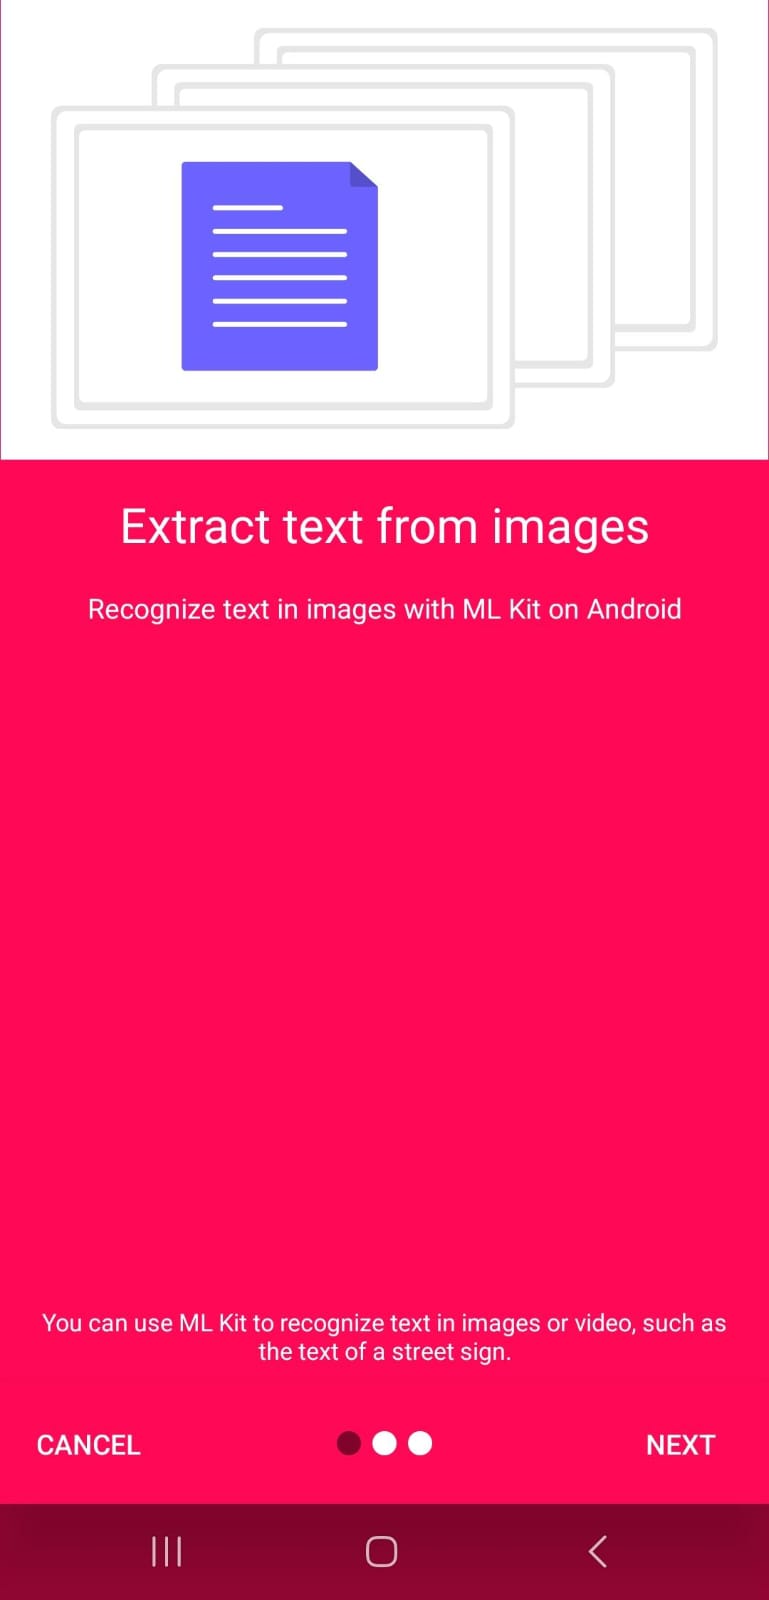 Extract text from images
Recognize text in images with ML Kit on Android
You can use ML Kit to recognize text in images or video, such as
the text of a street sign.
CANCEL
NEXT